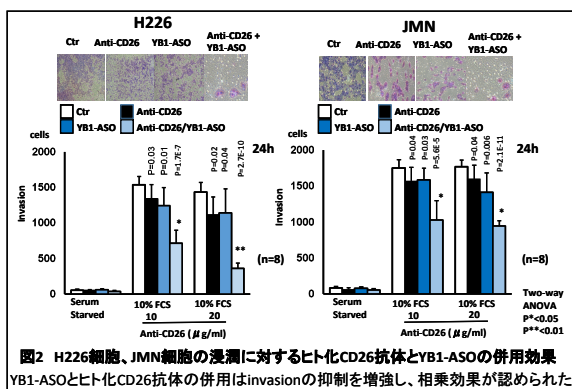 H226
JMN
Ctr Anti-CD26 YB1-ASO Anti-CD26 + YB1-ASO
Ctr Anti-CD26 YB1-ASO Anti-CD26 + YB1-ASO
Ctr Anti-CD26
YB1-ASO Anti-CD26/YB1-ASO
Ctr Anti-CD26
YB1-ASO Anti-CD26/YB1-ASO
cells
24h
2000
1500
1000
500
0
Invasion
P=0.03
P=0.01
P=1.7E-7
P=0.02
P=0.04
P=2.7E-10
*
**
(n=8)
Serum Starved
10% FCS
10% FCS
10
20
Anti-CD26 (μg/ml)
cells
24h
2000
1500
1000
500
0
Invasion
P=0.04
P=0.03
P=5.6E-5
P=0.04
P=0.006
P=2.1E-11
*
*
(n=8)
Serum Starved
10% FCS
10% FCS
10
20
Anti-CD26 (μg/ml)
Two-way
ANOVA
P*<0.05
P**<0.01
図2 H226細胞、JMN細胞の浸潤に対するヒト化CD26抗体とYB1-ASOの併用効果
YB1-ASOとヒト化CD26抗体の併用はinvasionの抑制を増強し、相乗効果が認められた